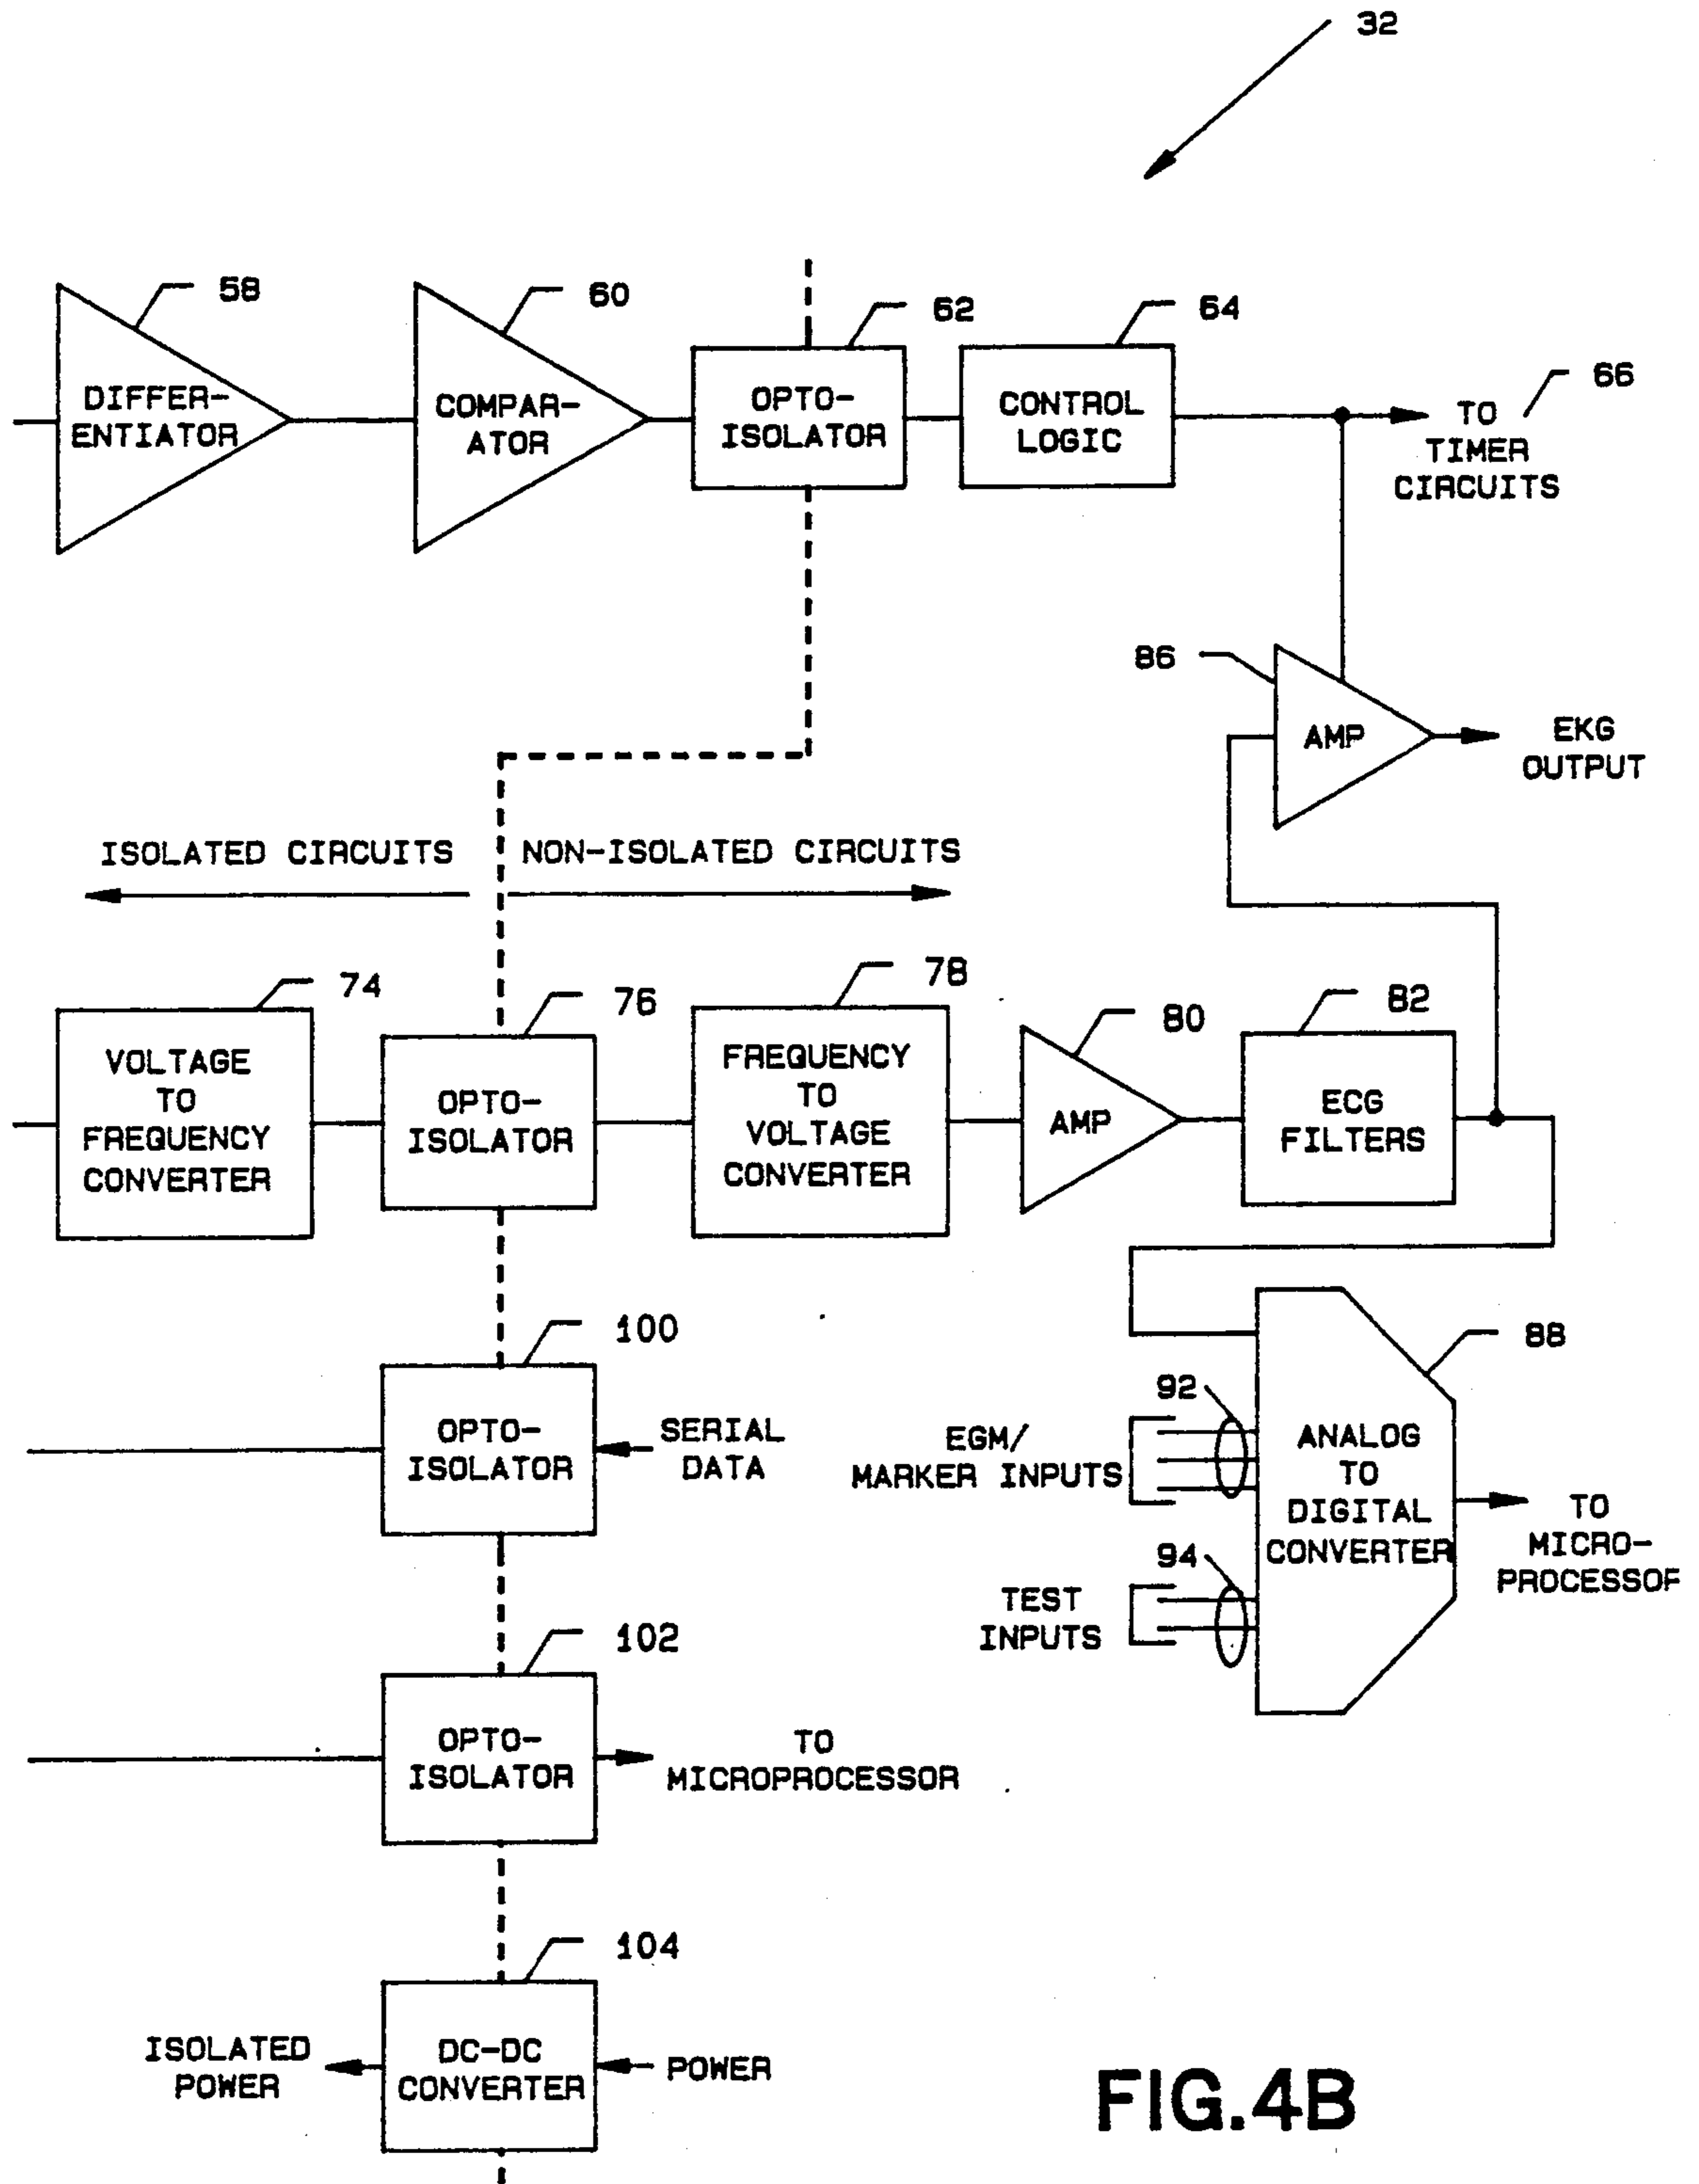 32
58
60
62
64
66
DIFFER-
ENTIATOR
COMPAR-
ATOR
OPTO-
ISOLATOR
CONTROL
LOGIC
TO
TIMER
CIRCUITS
86
AMP
EKG
OUTPUT
ISOLATED CIRCUITS
NON-ISOLATED CIRCUITS
74
76
78
80
82
VOLTAGE
TO
FREQUENCY
CONVERTER
OPTO-
ISOLATOR
FREQUENCY
TO
VOLTAGE
CONVERTER
AMP
ECG
FILTERS
100
OPTO-
ISOLATOR
SERIAL
DATA
88
92
EGM/
MARKER INPUTS
ANALOG
TO
DIGITAL
CONVERTER
94
TEST
INPUTS
TO
MICRO-
PROCESSOR
102
OPTO-
ISOLATOR
TO
MICROPROCESSOR
104
ISOLATED
POWER
DC-DC
CONVERTER
POWER
FIG.4B